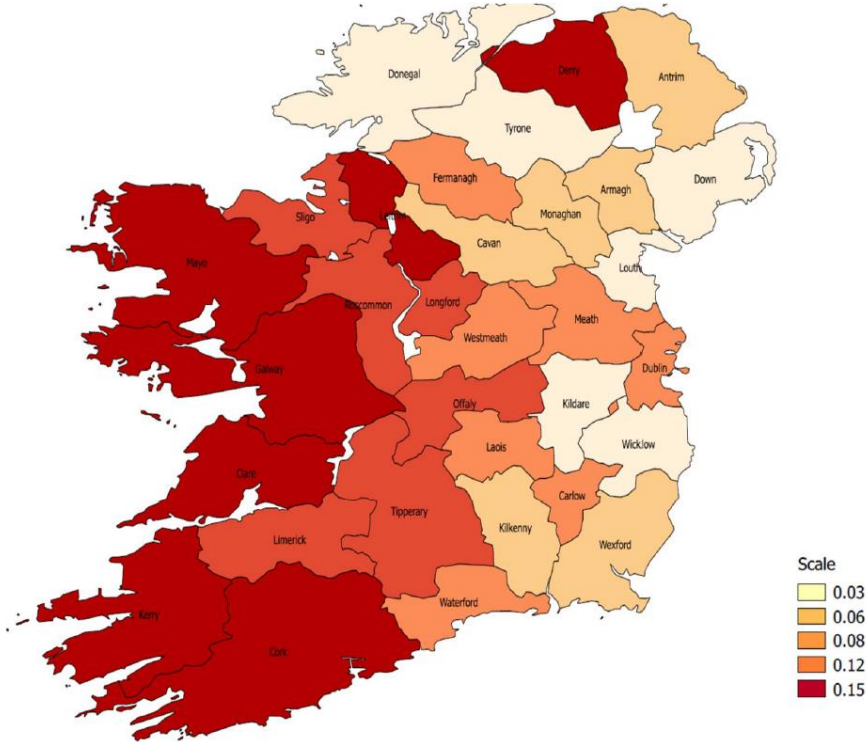 Donegal
Derry
Antrim
Tyrone
Fermanagh
Down
Armagh
Monaghan
Sligo
Cavan
Mayo
Louth
Roscommon
Longford
Meath
Westmeath
Galway
Dublin
Offaly
Kildare
Wicklow
Laois
Clare
Carlow
Tipperary
Kilkenny
Limerick
Wexford
Waterford
Kerry
Cork
Scale
0.03
0.06
0.08
0.12
0.15